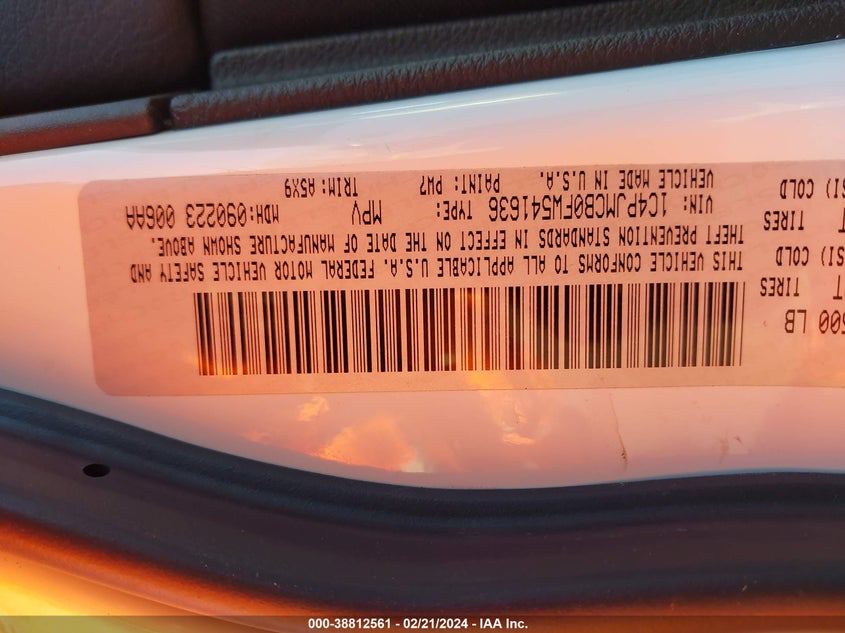 600 LB
TIRES
SI) COLD
TIRES
SI) COLD
THIS VEHICLE CONFORMS TO ALL APPLICABLE U.S.A. FEDERAL MOTOR VEHICLE SAFETY AND
THEFT PREVENTION STANDARDS IN EFFECT ON THE DATE OF MANUFACTURE SHOWN ABOVE.
VIN: 1C4PJMCB0FW541636 TYPE: MPV MDH:090223 006AA
VEHICLE MADE IN U.S.A. PAINT: PW7 TRIM: A5X9
000-38812561 - 02/21/2024 - IAA Inc.